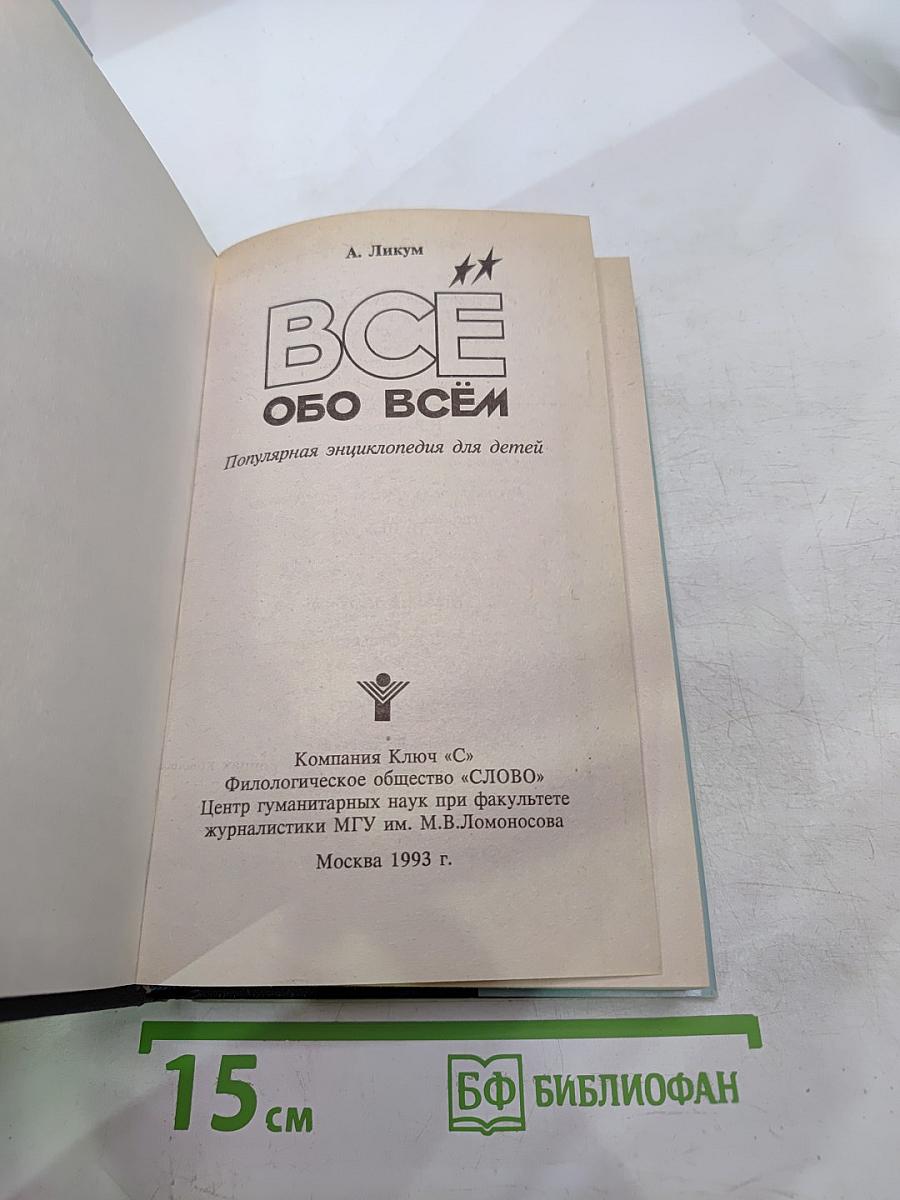 А. Ликум
ВСЁ
ОБО ВСЁМ
Популярная энциклопедия для детей
Компания Ключ «С»
Филологическое общество «СЛОВО»
Центр гуманитарных наук при факультете
журналистики МГУ им. М.В.Ломоносова
Москва 1993 г.
15 см
БФ БИБЛИОФАН